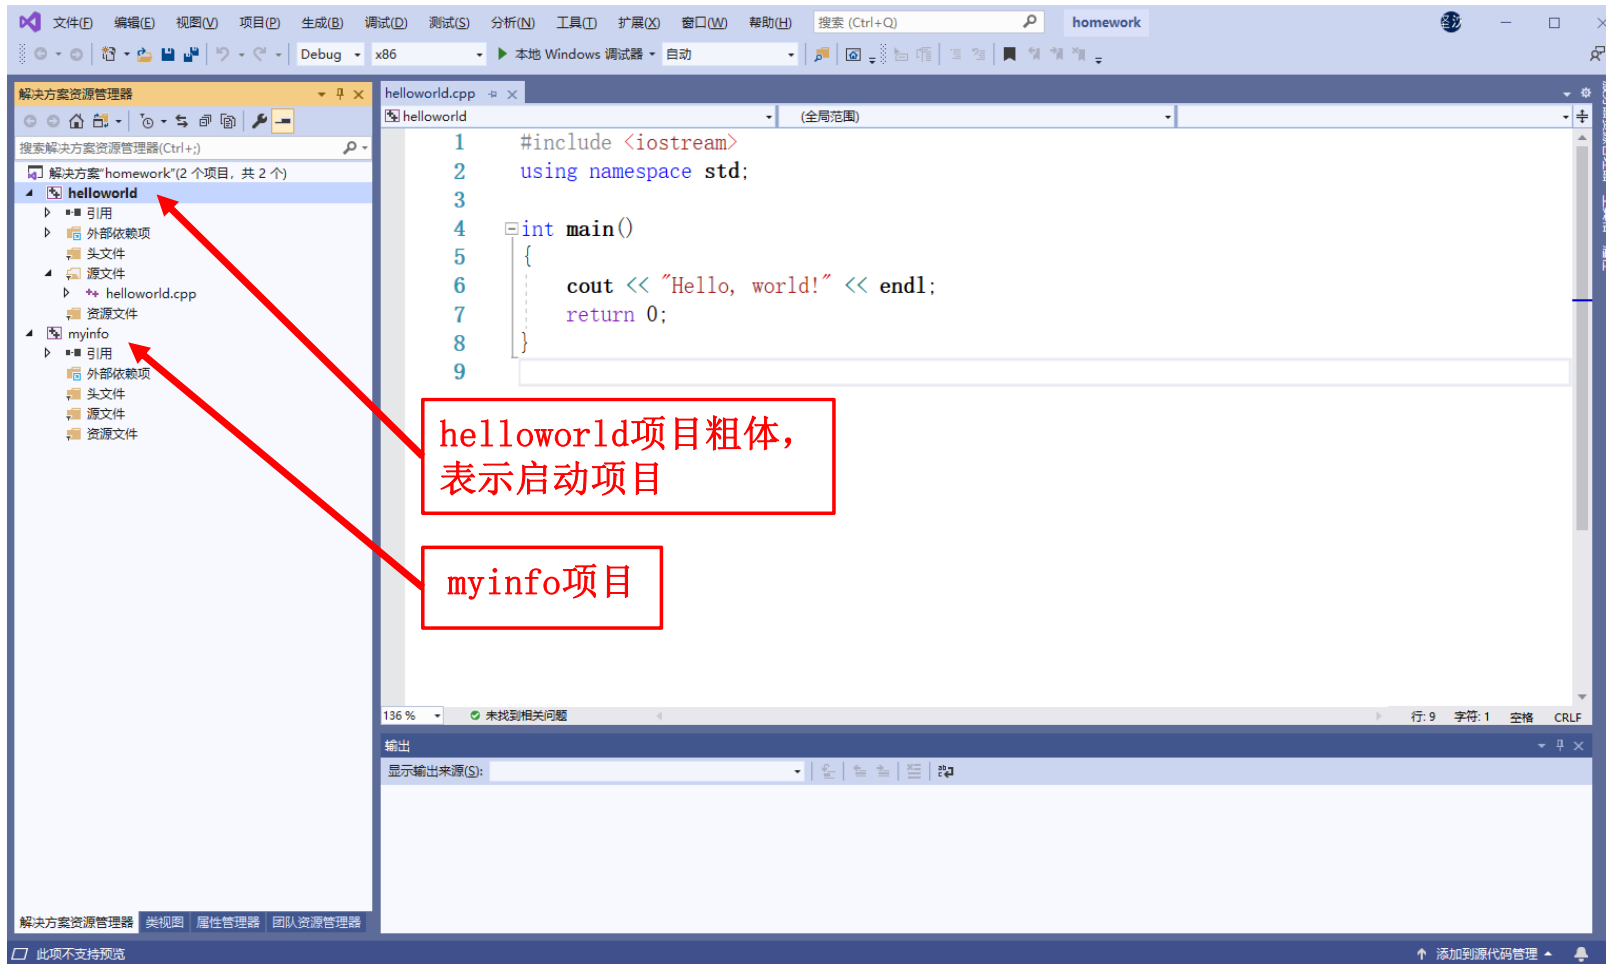 文件(F) 编辑(E) 视图(V) 项目(P) 生成(B) 调试(D) 测试(S) 分析(N) 工具(T) 扩展(X) 窗口(W) 帮助(H) 搜索 (Ctrl+Q) homework
Debug x86 本地 Windows 调试器 自动
解决方案资源管理器
搜索解决方案资源管理器(Ctrl+;)
解决方案"homework"(2 个项目，共 2 个)
helloworld
引用
外部依赖项
头文件
源文件
helloworld.cpp
资源文件
myinfo
引用
外部依赖项
头文件
源文件
资源文件
helloworld.cpp
helloworld (全局范围)
1 #include <iostream>
2 using namespace std;
3
4 int main()
5 {
6 cout << "Hello, world!" << endl;
7 return 0;
8 }
9
helloworld项目粗体，
表示启动项目
myinfo项目
136 % 未找到相关问题 行: 9 字符: 1 空格 CRLF
输出
显示输出来源(S):
解决方案资源管理器 类视图 属性管理器 团队资源管理器
此项不支持预览 添加到源代码管理